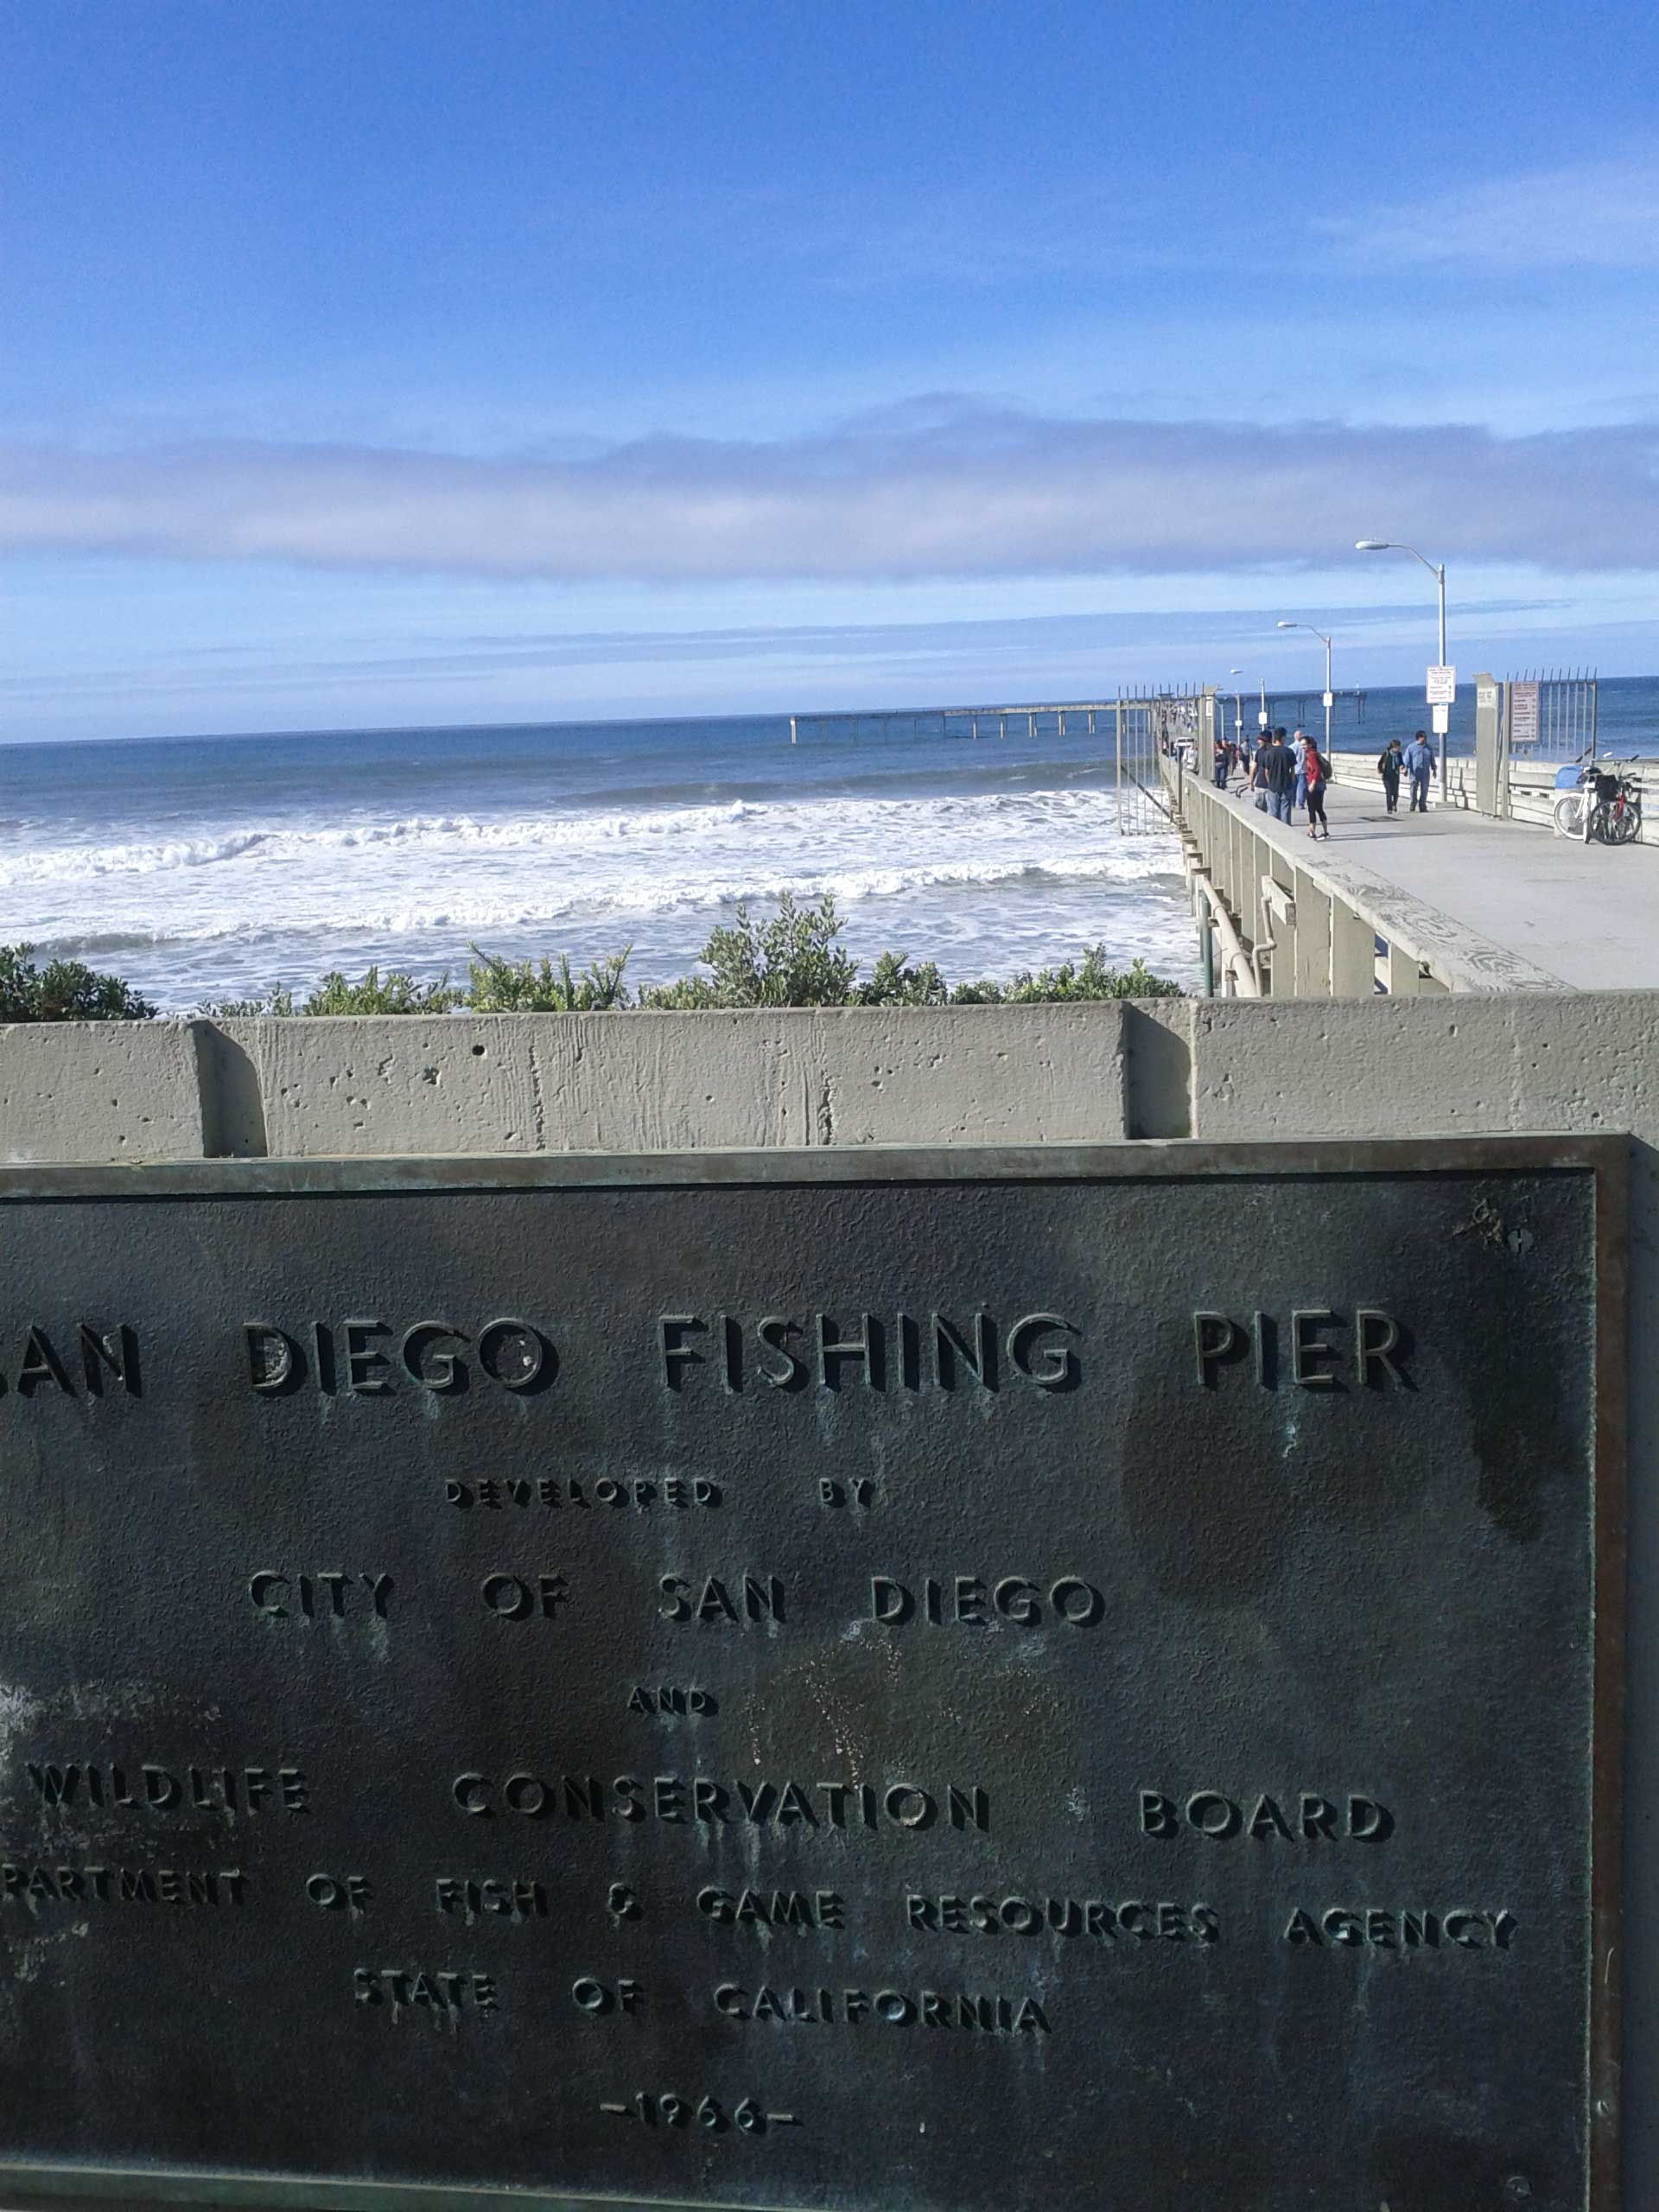 SAN DIEGO FISHING PIER
DEVELOPED BY
CITY OF SAN DIEGO
AND
WILDLIFE CONSERVATION BOARD
PARTMENT OF FISH & GAME RESOURCES AGENCY
STATE OF CALIFORNIA
-1966-